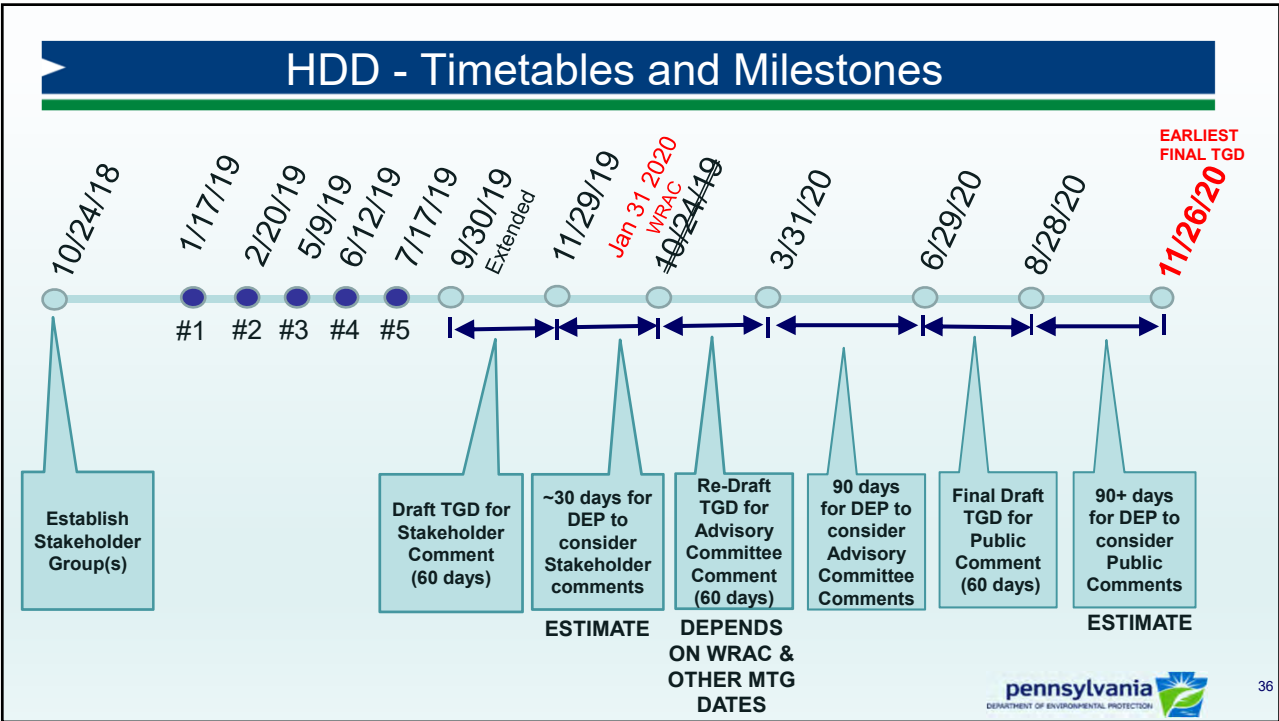 HDD - Timetables and Milestones
10/24/18
1/17/19
2/20/19
5/9/19
6/12/19
7/17/19
9/30/19
Extended
11/29/19
Jan 31 2020
WRAC
10/24/19
3/31/20
6/29/20
8/28/20
EARLIEST
FINAL TGD
11/26/20
#1
#2
#3
#4
#5
Establish
Stakeholder
Group(s)
Draft TGD for
Stakeholder
Comment
(60 days)
~30 days for
DEP to
consider
Stakeholder
comments
ESTIMATE
Re-Draft
TGD for
Advisory
Committee
Comment
(60 days)
DEPENDS
ON WRAC &
OTHER MTG
DATES
90 days
for DEP to
consider
Advisory
Committee
Comments
Final Draft
TGD for
Public
Comment
(60 days)
90+ days
for DEP to
consider
Public
Comments
ESTIMATE
pennsylvania
DEPARTMENT OF ENVIRONMENTAL PROTECTION
36